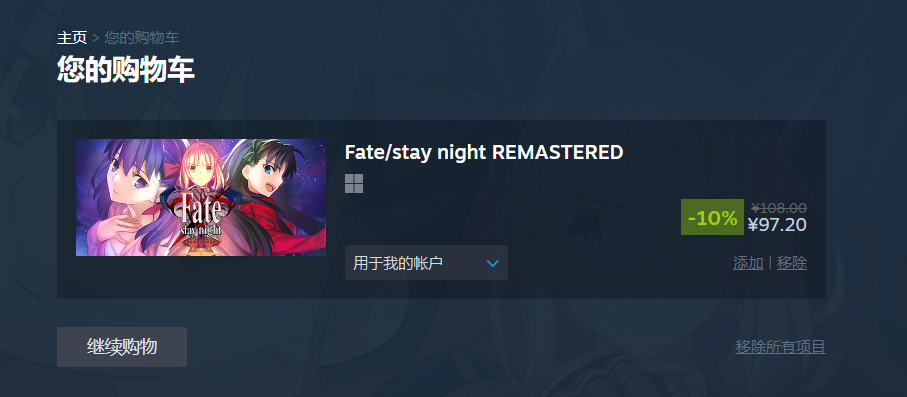 主页 > 您的购物车
您的购物车
Fate/stay night REMASTERED
Fate
stay night
-10%
¥108.00
¥97.20
用于我的帐户
添加 | 移除
继续购物
移除所有项目